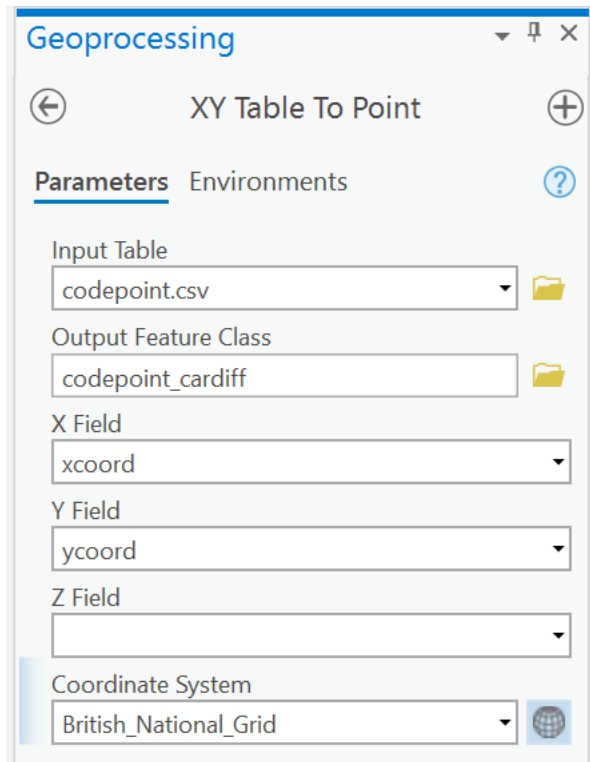 Geoprocessing
XY Table To Point
Parameters Environments
Input Table
codepoint.csv
Output Feature Class
codepoint_cardiff
X Field
xcoord
Y Field
ycoord
Z Field
Coordinate System
British_National_Grid